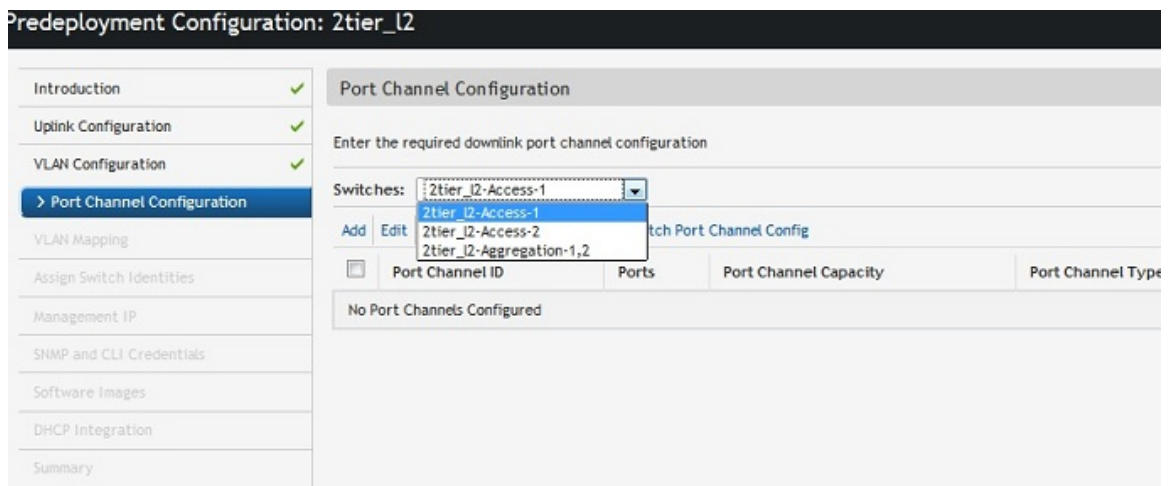 Predeployment Configuration: 2tier_l2
Introduction
Uplink Configuration
VLAN Configuration
> Port Channel Configuration
VLAN Mapping
Assign Switch Identities
Management IP
SNMP and CLI Credentials
Software Images
DHCP Integration
Summary
Port Channel Configuration
Enter the required downlink port channel configuration
Switches: 2tier_l2-Access-1
2tier_l2-Access-1
2tier_l2-Access-2
2tier_l2-Aggregation-1,2
Add Edit Port Channel Config
Port Channel ID Ports Port Channel Capacity Port Channel Type
No Port Channels Configured